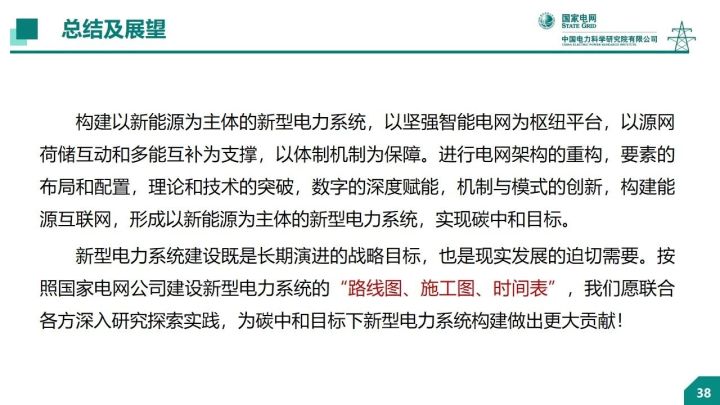 总结及展望
国家电网
STATE GRID
中国电力科学研究院有限公司
CHINA ELECTRIC POWER RESEARCH INSTITUTE
构建以新能源为主体的新型电力系统，以坚强智能电网为枢纽平台，以源网
荷储互动和多能互补为支撑，以体制机制为保障。进行电网架构的重构，要素的
布局和配置，理论和技术的突破，数字的深度赋能，机制与模式的创新，构建能
源互联网，形成以新能源为主体的新型电力系统，实现碳中和目标。
新型电力系统建设既是长期演进的战略目标，也是现实发展的迫切需要。按
照国家电网公司建设新型电力系统的“路线图、施工图、时间表”，我们愿联合
各方深入研究探索实践，为碳中和目标下新型电力系统构建做出更大贡献！
38